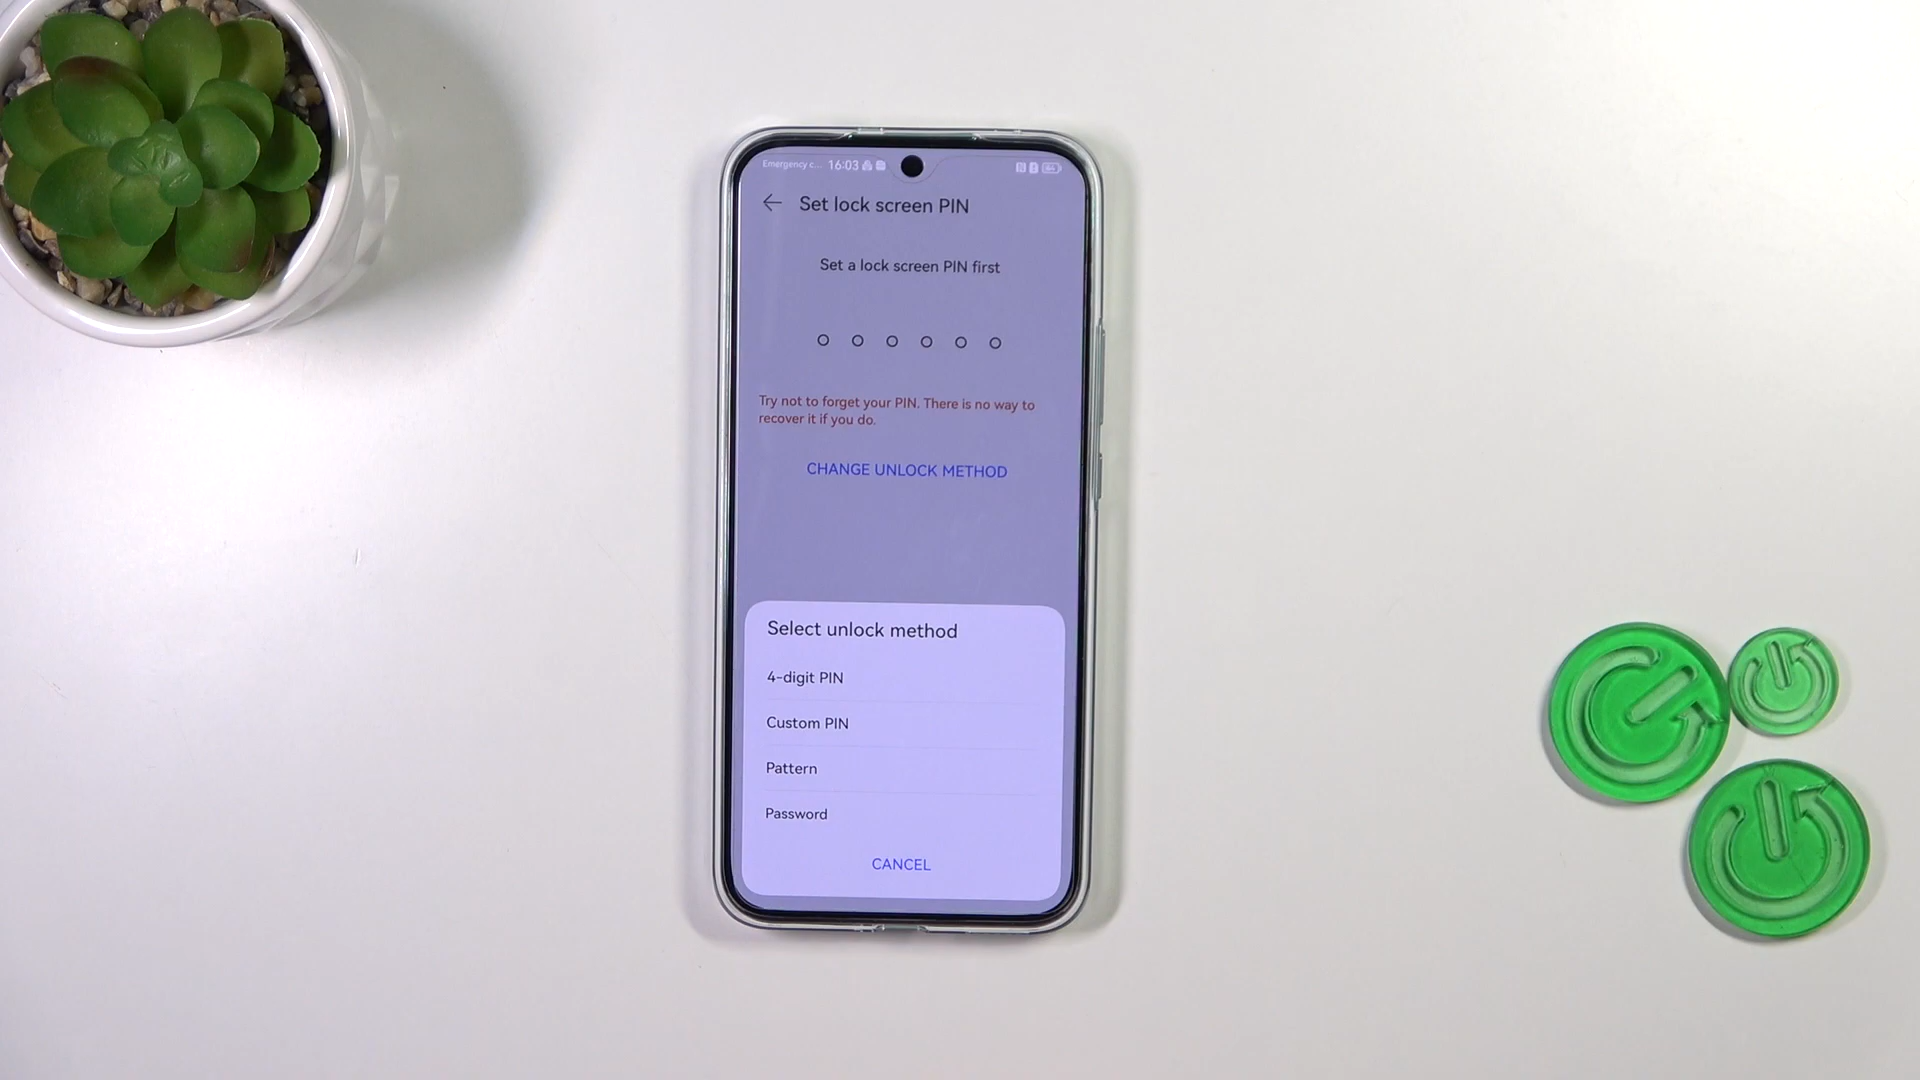 Emergency c... 16:03
Set lock screen PIN
Set a lock screen PIN first
Try not to forget your PIN. There is no way to
recover it if you do.
CHANGE UNLOCK METHOD
Select unlock method
4-digit PIN
Custom PIN
Pattern
Password
CANCEL